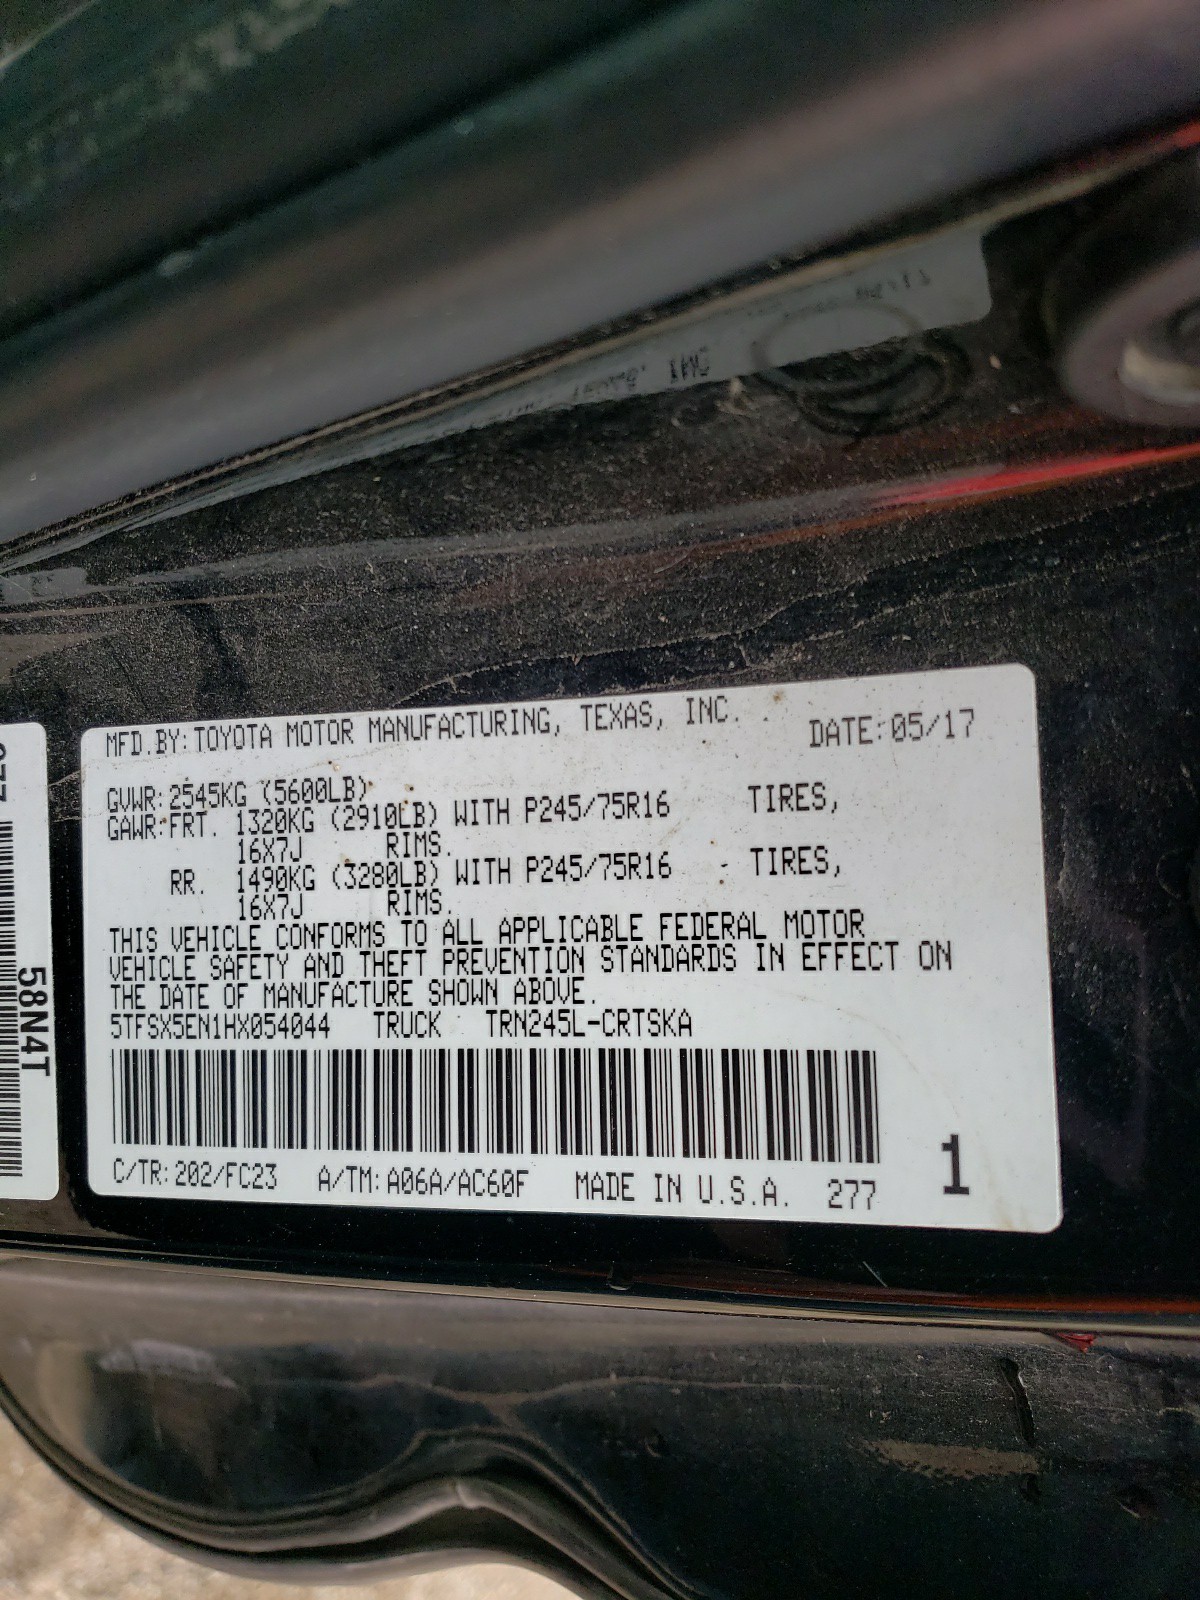 MFD.BY:TOYOTA MOTOR MANUFACTURING, TEXAS, INC. DATE:05/17
GVWR:2545KG (5600LB)
GAWR:FRT. 1320KG (2910LB) WITH P245/75R16 TIRES,
16X7J RIMS.
RR. 1490KG (3280LB) WITH P245/75R16 TIRES,
16X7J RIMS.
THIS VEHICLE CONFORMS TO ALL APPLICABLE FEDERAL MOTOR
VEHICLE SAFETY AND THEFT PREVENTION STANDARDS IN EFFECT ON
THE DATE OF MANUFACTURE SHOWN ABOVE.
5TFSX5EN1HX054044 TRUCK TRN245L-CRTSKA
C/TR:202/FC23 A/TM:A06A/AC60F MADE IN U.S.A. 277
1
277
58N4T